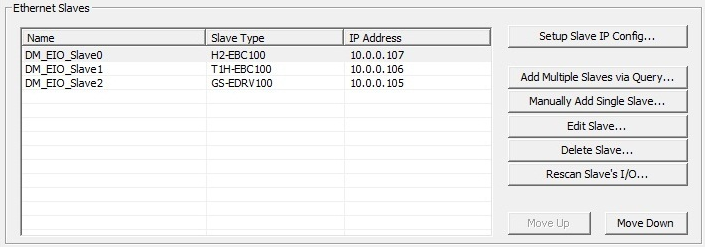 Ethernet Slaves
Name Slave Type IP Address
DM_EIO_Slave0 H2-EBC100 10.0.0.107
DM_EIO_Slave1 T1H-EBC100 10.0.0.106
DM_EIO_Slave2 GS-EDRV100 10.0.0.105
Setup Slave IP Config...
Add Multiple Slaves via Query...
Manually Add Single Slave...
Edit Slave...
Delete Slave...
Rescan Slave's I/O...
Move Up Move Down